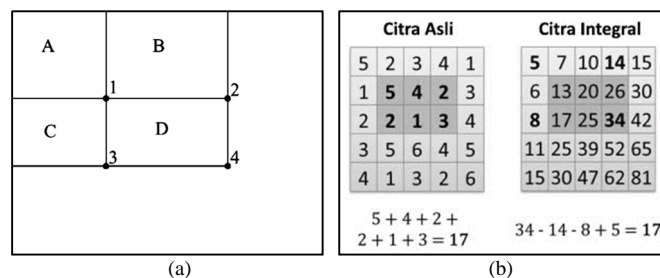 A B
1 2
C D
3 4
(a)
Citra Asli
5 2 3 4 1
1 5 4 2 3
2 2 1 3 4
3 5 6 4 5
4 1 3 2 6
5 + 4 + 2 +
2 + 1 + 3 = 17
Citra Integral
5 7 10 14 15
6 13 20 26 30
8 17 25 34 42
11 25 39 52 65
15 30 47 62 81
34 - 14 - 8 + 5 = 17
(b)